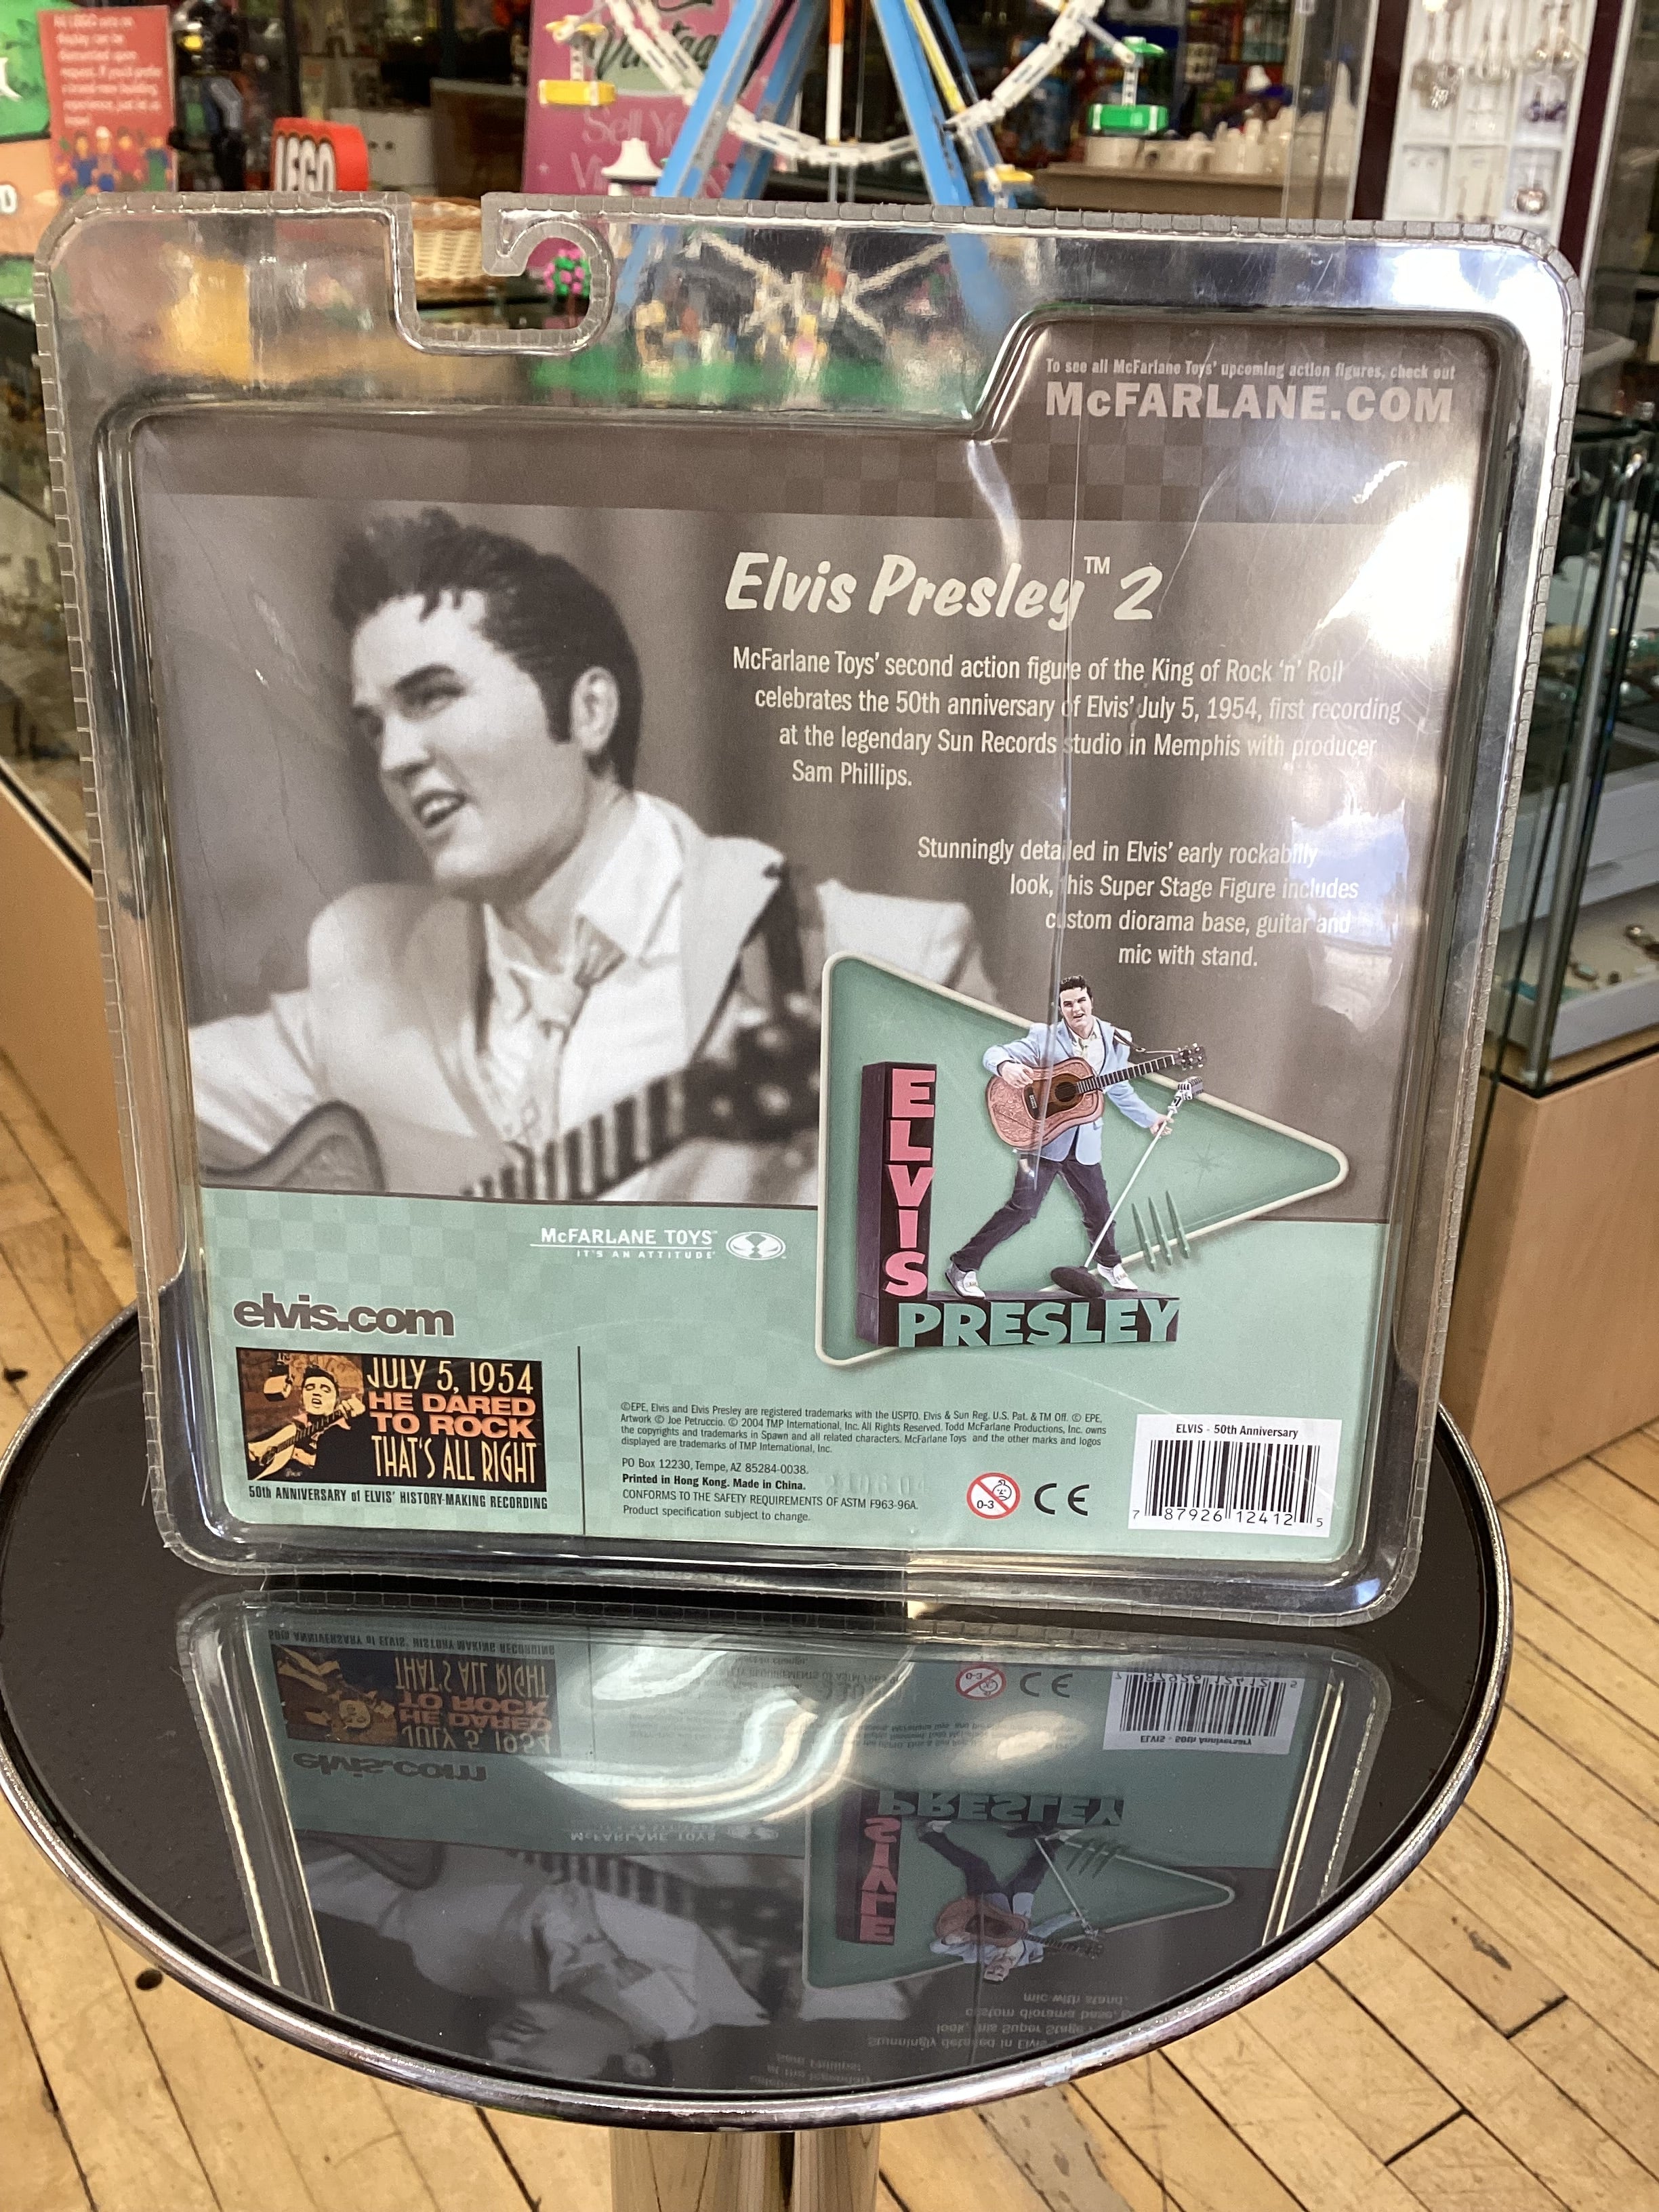 LEGO
Vintage
To see all McFarlane Toys' upcoming action figures, check out
McFARLANE.COM
Elvis Presley™ 2
McFarlane Toys' second action figure of the King of Rock 'n' Roll
celebrates the 50th anniversary of Elvis' July 5, 1954, first recording
at the legendary Sun Records studio in Memphis with producer
Sam Phillips.
Stunningly detailed in Elvis' early rockabilly
look, this Super Stage Figure includes
custom diorama base, guitar and
mic with stand.
ELVIS
PRESLEY
McFARLANE TOYS™
IT'S AN ATTITUDE®
elvis.com
JULY 5, 1954
HE DARED
TO ROCK
THAT'S ALL RIGHT
50th ANNIVERSARY of ELVIS' HISTORY-MAKING RECORDING
©EPE, Elvis and Elvis Presley are registered trademarks with the USPTO. Elvis & Sun Reg. U.S. Pat. & TM Off. © EPE,
Artwork © Joe Petruccio. © 2004 TMP International, Inc. All Rights Reserved. Todd McFarlane Productions, Inc. owns
the copyrights and trademarks in Spawn and all related characters. McFarlane Toys and the other marks and logos
displayed are trademarks of TMP International, Inc.
PO Box 12230, Tempe, AZ 85284-0038.
Printed in Hong Kong. Made in China.
CONFORMS TO THE SAFETY REQUIREMENTS OF ASTM F963-96A.
Product specification subject to change.
0-3
CE
ELVIS - 50th Anniversary
7 87926 12412 5